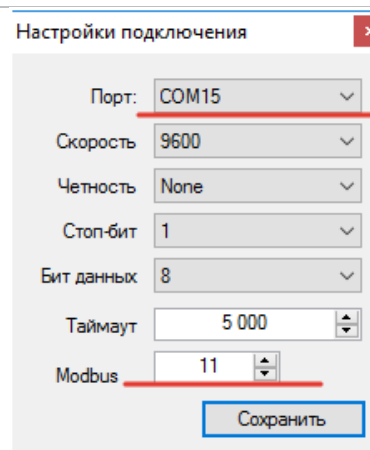 Настройки подключения
Порт: COM15
Скорость 9600
Четность None
Стоп-бит 1
Бит данных 8
Таймаут 5 000
Modbus 11
Сохранить